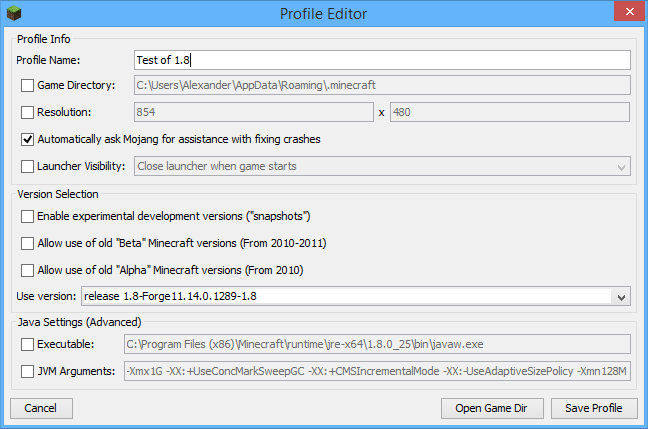 Profile Editor
Profile Info
Profile Name: Test of 1.8
Game Directory: C:\Users\Alexander\AppData\Roaming\.minecraft
Resolution: 854 x 480
Automatically ask Mojang for assistance with fixing crashes
Launcher Visibility: Close launcher when game starts
Version Selection
Enable experimental development versions ("snapshots")
Allow use of old "Beta" Minecraft versions (From 2010-2011)
Allow use of old "Alpha" Minecraft versions (From 2010)
Use version: release 1.8-Forge11.14.0.1289-1.8
Java Settings (Advanced)
Executable: C:\Program Files (x86)\Minecraft\runtime\jre-x64\1.8.0_25\bin\javaw.exe
JVM Arguments: -Xmx1G -XX:+UseConcMarkSweepGC -XX:+CMSIncrementalMode -XX:-UseAdaptiveSizePolicy -Xmn128M
Cancel Open Game Dir Save Profile